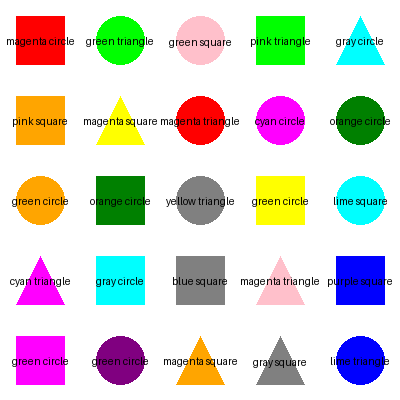 magenta circle
green triangle
green square
pink triangle
gray circle
pink square
magenta square
magenta triangle
cyan circle
orange circle
green circle
orange circle
yellow triangle
green circle
lime square
cyan triangle
gray circle
blue square
magenta triangle
purple square
green circle
green circle
magenta square
gray square
lime triangle